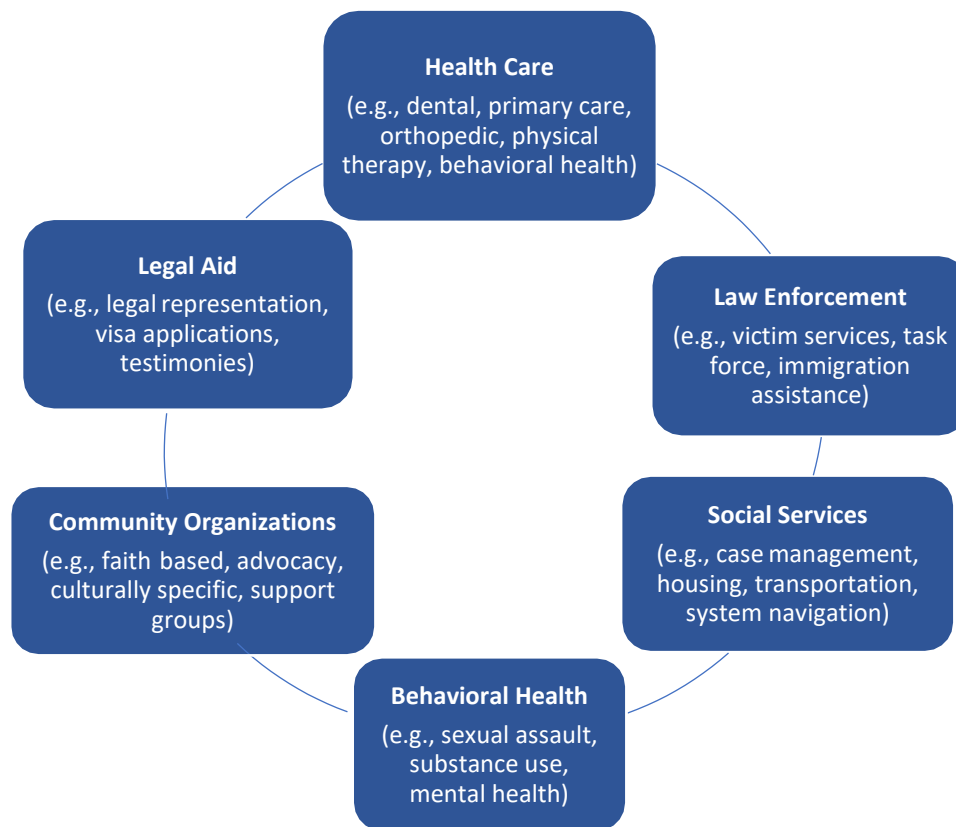 Health Care
(e.g., dental, primary care,
orthopedic, physical
therapy, behavioral health)
Legal Aid
(e.g., legal representation,
visa applications,
testimonies)
Law Enforcement
(e.g., victim services, task
force, immigration
assistance)
Community Organizations
(e.g., faith based, advocacy,
culturally specific, support
groups)
Social Services
(e.g., case management,
housing, transportation,
system navigation)
Behavioral Health
(e.g., sexual assault,
substance use,
mental health)